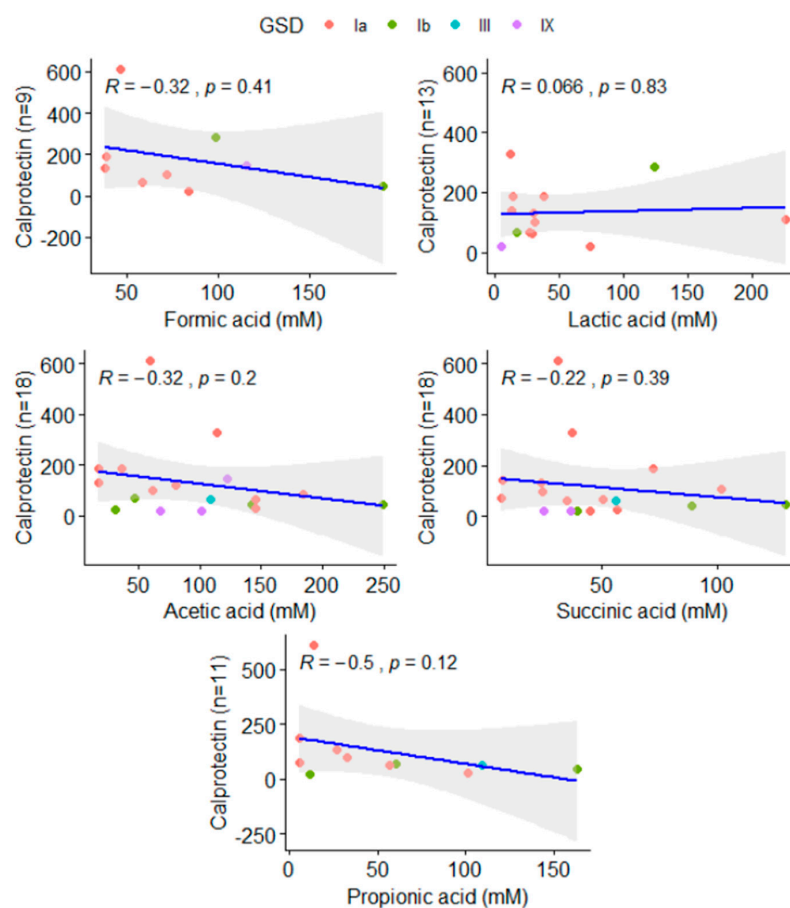 GSD Ia Ib III IX
R = −0.32 , p = 0.41
Calprotectin (n=9)
600
400
200
0
-200
50 100 150
Formic acid (mM)
R = 0.066 , p = 0.83
Calprotectin (n=13)
600
400
200
0
0 50 100 150 200
Lactic acid (mM)
R = −0.32 , p = 0.2
Calprotectin (n=18)
600
400
200
0
50 100 150 200 250
Acetic acid (mM)
R = −0.22 , p = 0.39
Calprotectin (n=18)
600
400
200
0
50 100
Succinic acid (mM)
R = −0.5 , p = 0.12
Calprotectin (n=11)
500
250
0
-250
0 50 100 150
Propionic acid (mM)